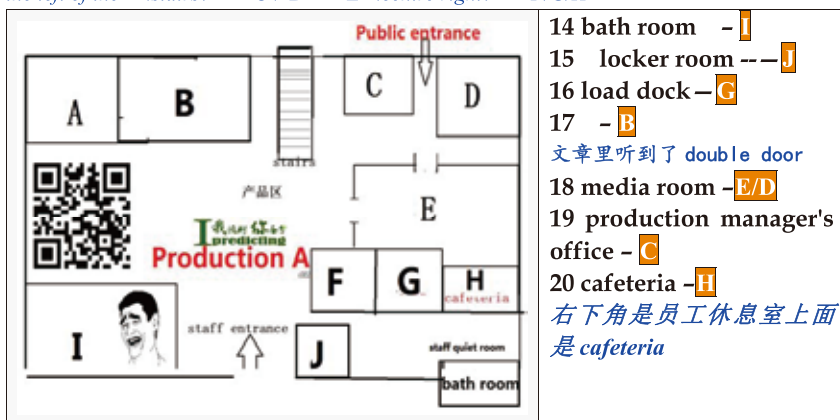 Public entrance
A
B
C
D
stairs
产品区
E
predicting
Production A
F
G
H
cafeteria
I
staff entrance
J
staff quiet room
bath room
14 bath room – I
15 locker room --— J
16 load dock — G
17 – B
文章里听到了 double door
18 media room – E/D
19 production manager's
office – C
20 cafeteria – H
右下角是员工休息室上面
是 cafeteria